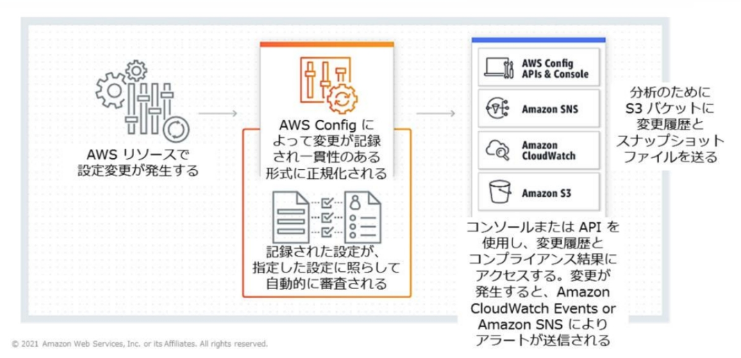 AWS リソースで
設定変更が発生する
AWS Config に
よって変更が記録
され一貫性のある
形式に正規化される
記録された設定が、
指定した設定に照らして
自動的に審査される
AWS Config
APIs & Console
Amazon SNS
Amazon
CloudWatch
Amazon S3
コンソールまたは API を
使用し、変更履歴と
コンプライアンス結果に
アクセスする。変更が
発生すると、Amazon
CloudWatch Events or
Amazon SNS により
アラートが送信される
分析のために
S3 バケットに
変更履歴と
スナップショット
ファイルを送る
© 2021 Amazon Web Services, Inc. or its Affiliates. All rights reserved.